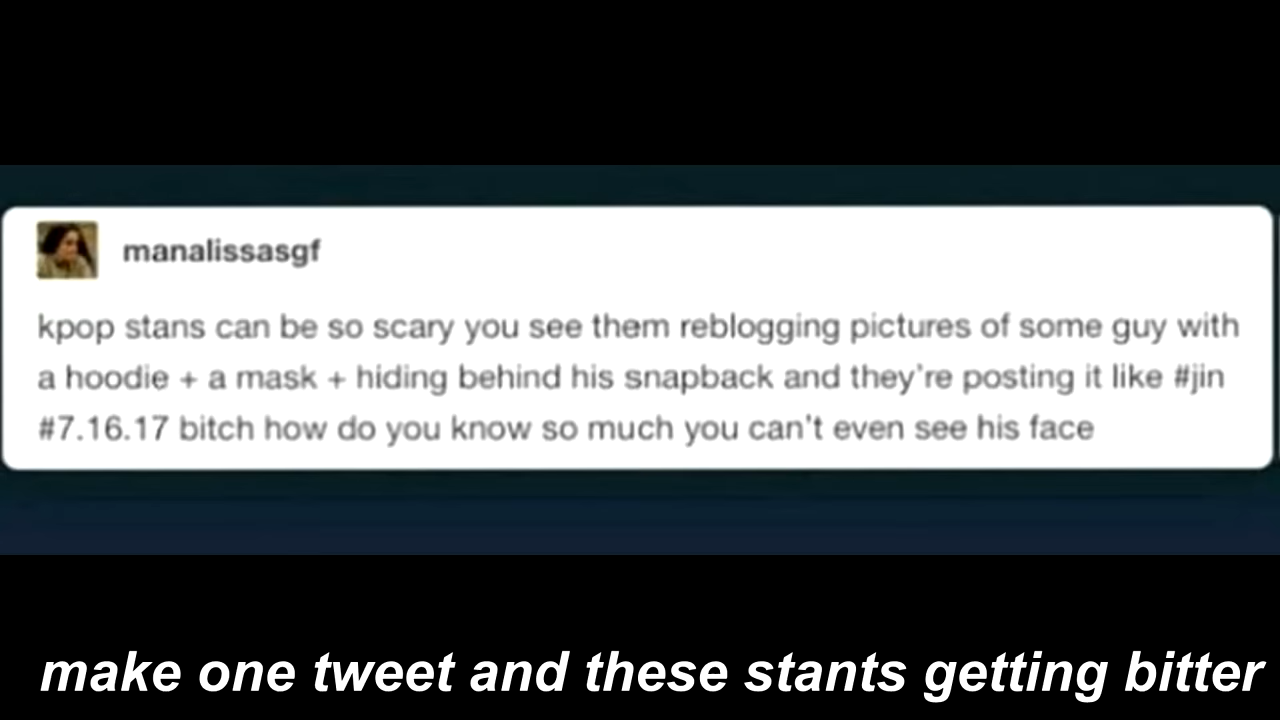 manalissasgf
kpop stans can be so scary you see them reblogging pictures of some guy with
a hoodie + a mask + hiding behind his snapback and they're posting it like #jin
#7.16.17 bitch how do you know so much you can't even see his face
make one tweet and these stants getting bitter